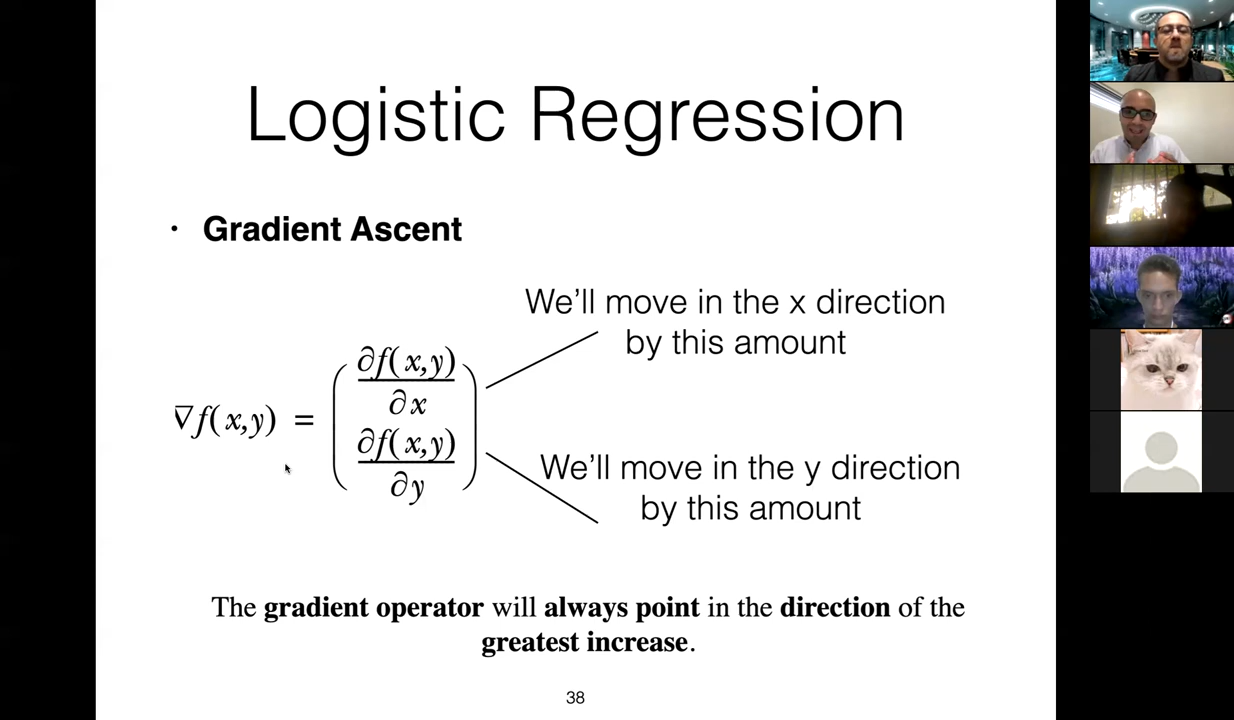 Logistic Regression
· Gradient Ascent
We'll move in the x direction
by this amount
∇f(x,y) = ( ∂f(x,y)/∂x
∂f(x,y)/∂y )
We'll move in the y direction
by this amount
The gradient operator will always point in the direction of the
greatest increase.
38